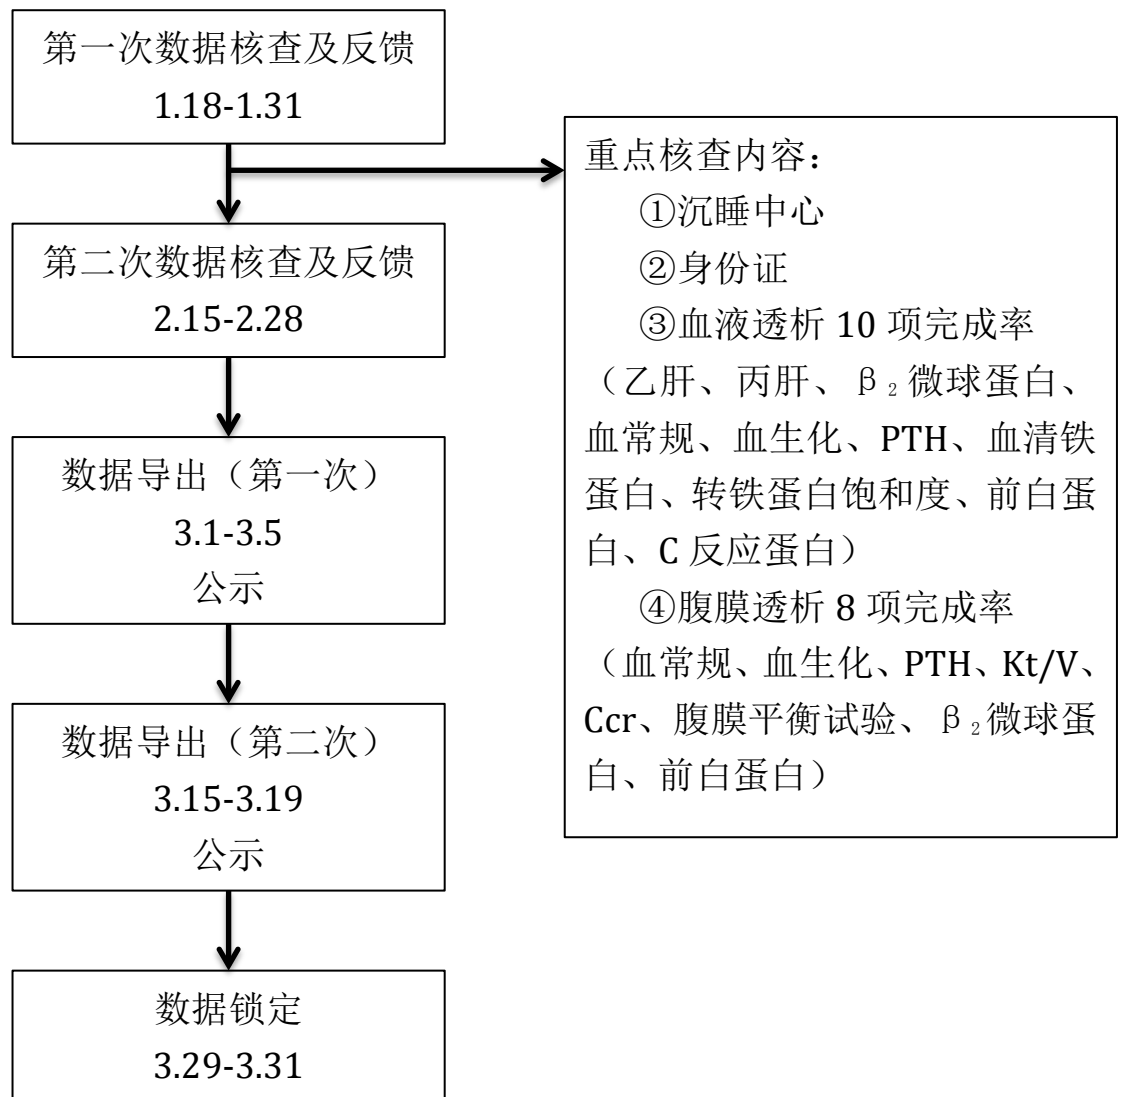 第一次数据核查及反馈
1.18-1.31
第二次数据核查及反馈
2.15-2.28
数据导出（第一次）
3.1-3.5
公示
数据导出（第二次）
3.15-3.19
公示
数据锁定
3.29-3.31
重点核查内容：
①沉睡中心
②身份证
③血液透析 10 项完成率
（乙肝、丙肝、β₂微球蛋白、
血常规、血生化、PTH、血清铁
蛋白、转铁蛋白饱和度、前白蛋
白、C 反应蛋白）
④腹膜透析 8 项完成率
（血常规、血生化、PTH、Kt/V、
Ccr、腹膜平衡试验、β₂微球蛋
白、前白蛋白）